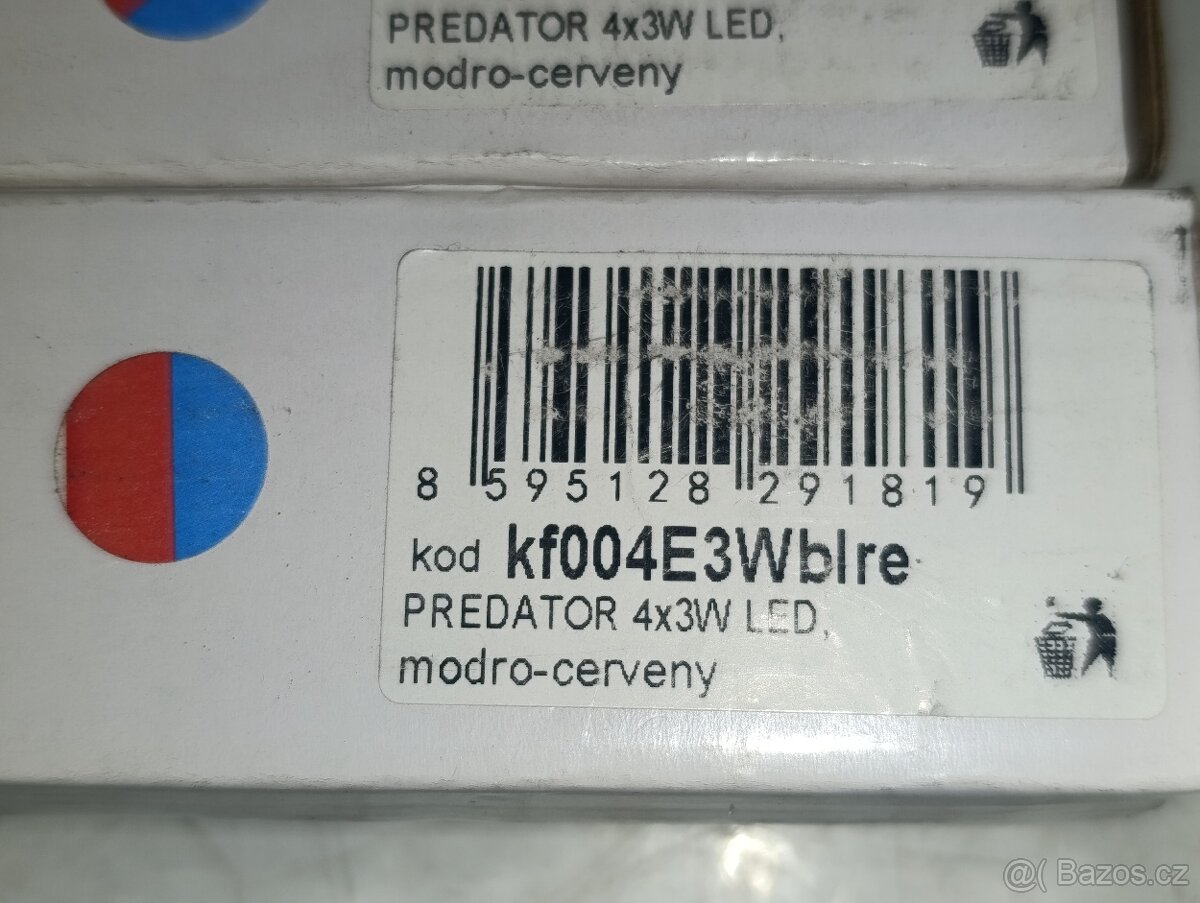 PREDATOR 4x3W LED,
modro-cerveny
8 595128 291819
kod kf004E3Wblre
PREDATOR 4x3W LED,
modro-cerveny
@( Bazos.cz